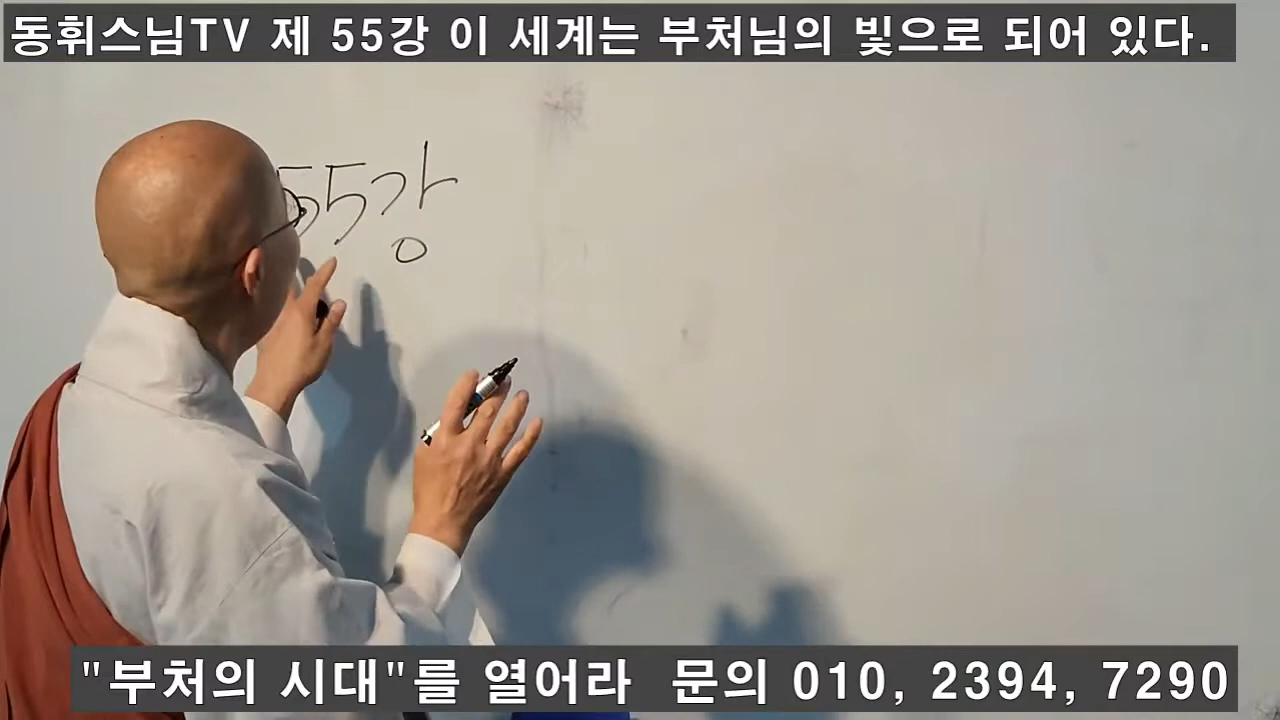 동휘스님TV 제 55강 이 세계는 부처님의 빛으로 되어 있다.
55강
"부처의 시대"를 열어라 문의 010, 2394, 7290